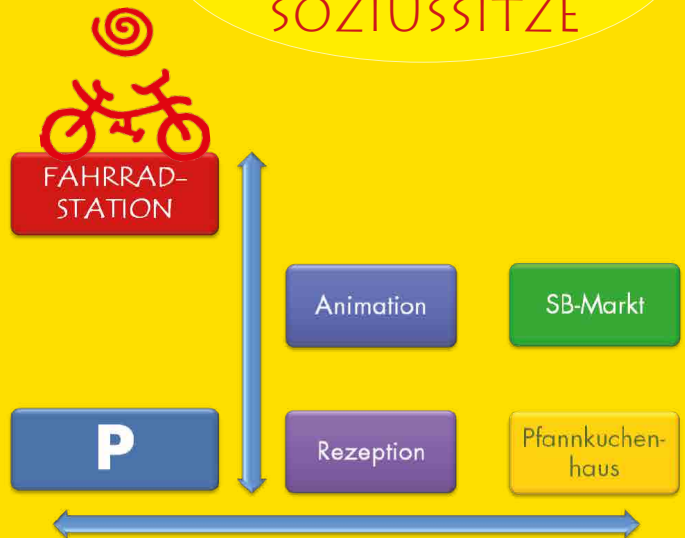 SOZIUSSITZE
FAHRRAD-
STATION
Animation
SB-Markt
P
Rezeption
Pfannkuchen-
haus